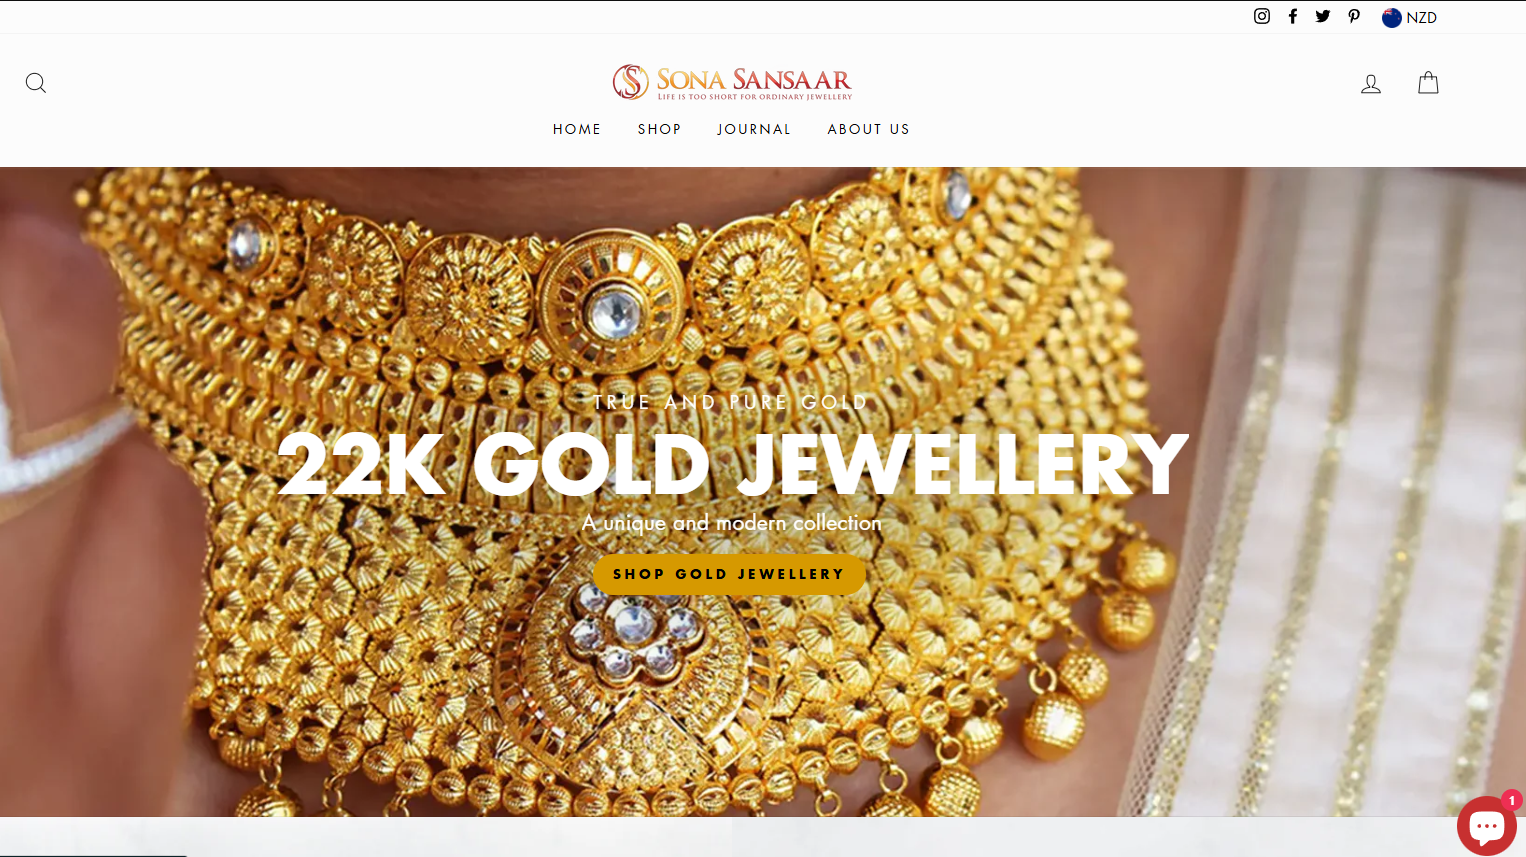 NZD
SONA SANSAAR
LIFE IS TOO SHORT FOR ORDINARY JEWELLERY
HOME SHOP JOURNAL ABOUT US
TRUE AND PURE GOLD
22K GOLD JEWELLERY
A unique and modern collection
SHOP GOLD JEWELLERY
1